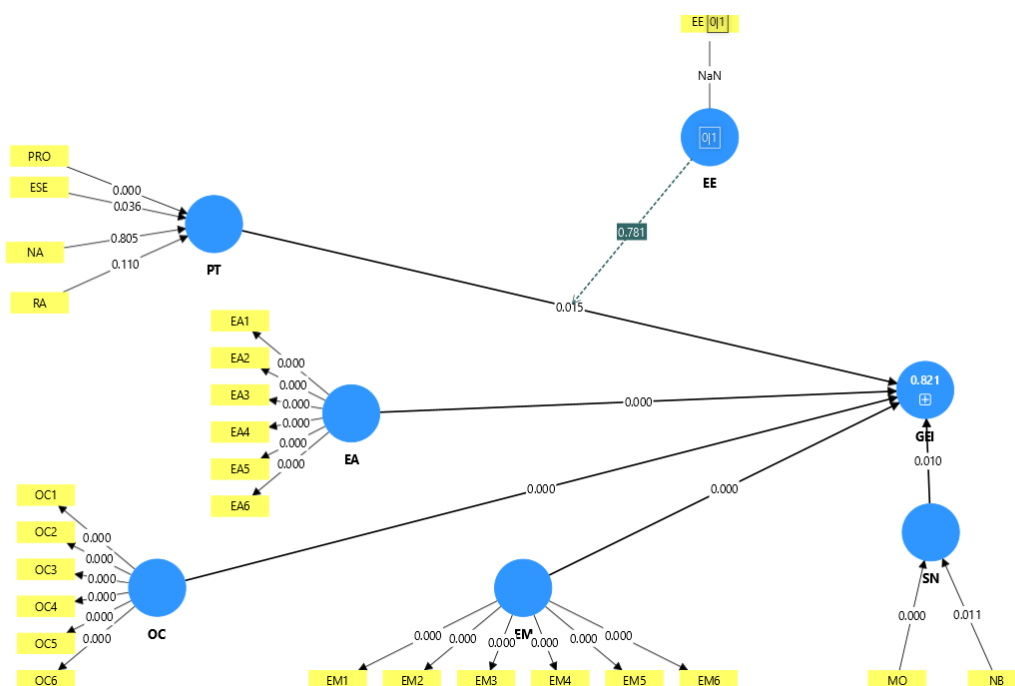 EE 0|1
NaN
0|1
EE
PRO
ESE
NA
RA
0.000
0.036
0.805
0.110
PT
0.781
0.015
EA1
EA2
EA3
EA4
EA5
EA6
0.000
0.000
0.000
0.000
0.000
0.000
EA
0.000
0.821
GEI
0.010
SN
0.000
0.011
MO
NB
OC1
OC2
OC3
OC4
OC5
OC6
0.000
0.000
0.000
0.000
0.000
0.000
OC
0.000
0.000
EM
0.000
0.000
0.000
0.000
0.000
0.000
EM1
EM2
EM3
EM4
EM5
EM6